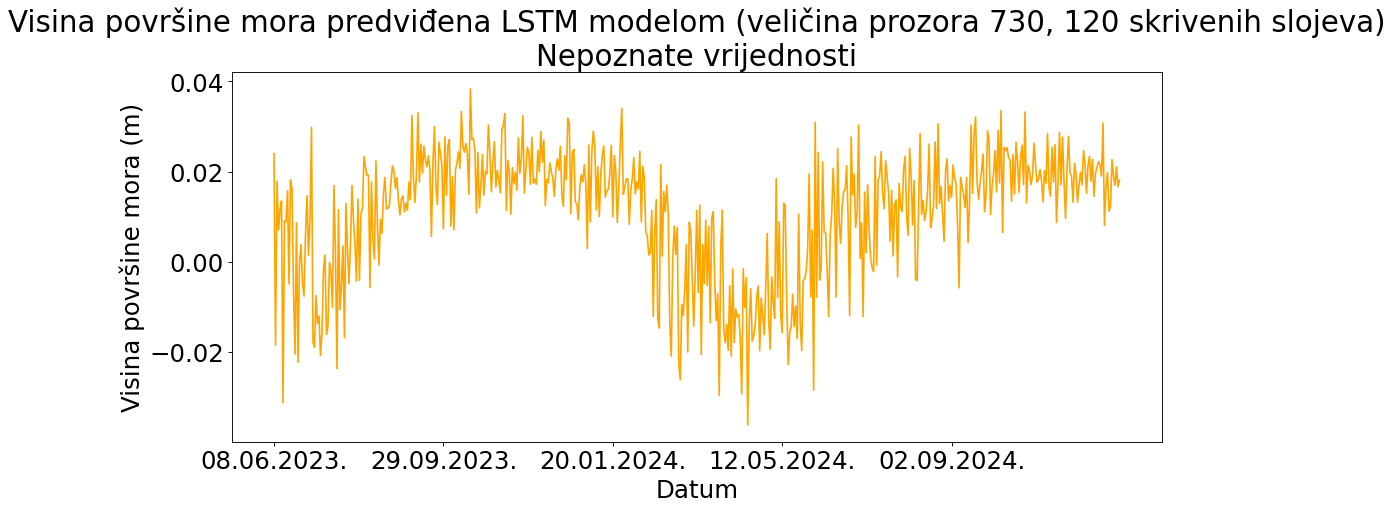 Visina površine mora predviđena LSTM modelom (veličina prozora 730, 120 skrivenih slojeva)
Nepoznate vrijednosti
Visina površine mora (m)
0.04
0.02
0.00
−0.02
08.06.2023. 29.09.2023. 20.01.2024. 12.05.2024. 02.09.2024.
Datum